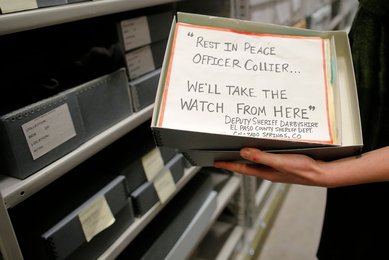 "REST IN PEACE
OFFICER COLLIER...
WE'LL TAKE THE
WATCH FROM HERE"
DEPUTY SHERIFF DARBYSHIRE
EL PASO COUNTY SHERIFF DEPT.
COLORADO SPRINGS, CO